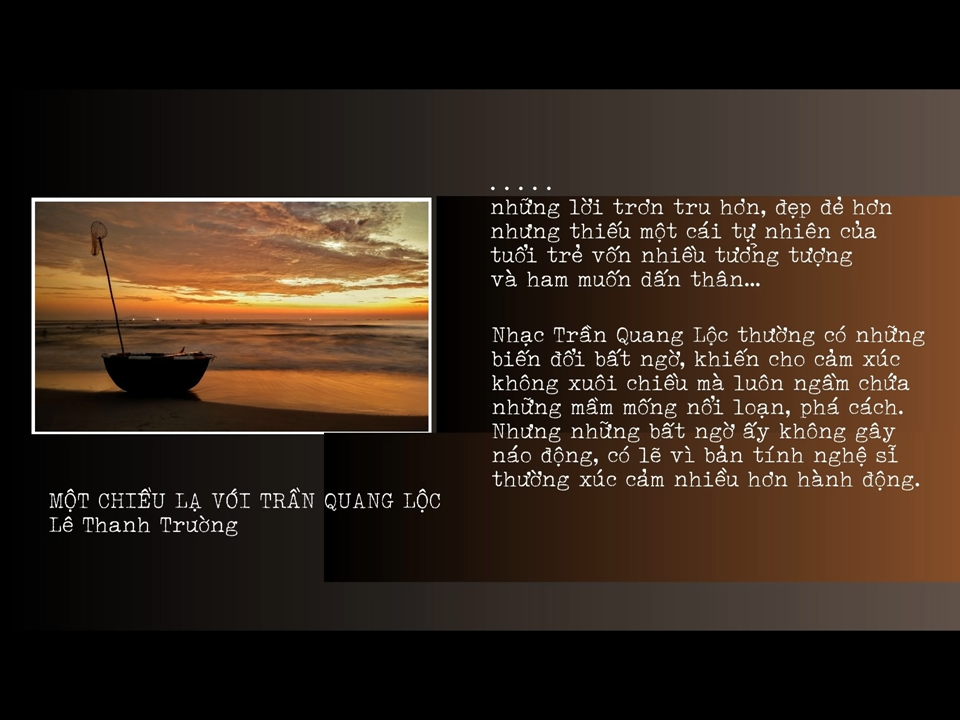 .....
những lời trơn tru hơn, đẹp đẻ hơn
nhưng thiếu một cái tự nhiên của
tuổi trẻ vốn nhiều tưởng tượng
và ham muốn dấn thân...
Nhạc Trần Quang Lộc thường có những
biến đổi bất ngờ, khiến cho cảm xúc
không xuôi chiều mà luôn ngầm chứa
những mầm mống nổi loạn, phá cách.
Nhưng những bất ngờ ấy không gây
náo động, có lẽ vì bản tính nghệ sĩ
thường xúc cảm nhiều hơn hành động.
MỘT CHIỀU LẠ VỚI TRẦN QUANG LỘC
Lê Thanh Trường